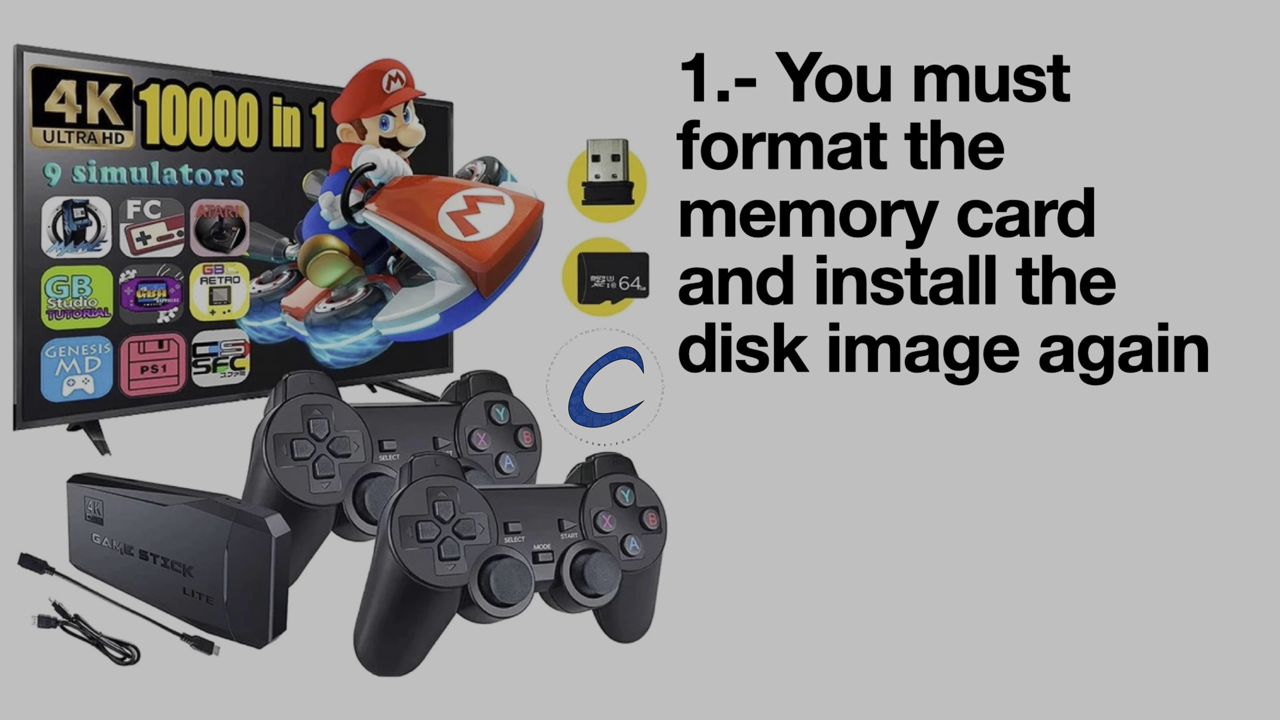 1.- You must
format the
memory card
and install the
disk image again
4K
ULTRA HD
10000 in 1
9 simulators
FC
ATARI
GB
Studio
TUTORIAL
GBA
GB
RETRO
GENESIS
MD
PS1
SFC
M
M
64
L
SELECT
Y
X
B
A
L
SELECT
MODE
START
Y
X
B
A
4K
GAME STICK
LITE